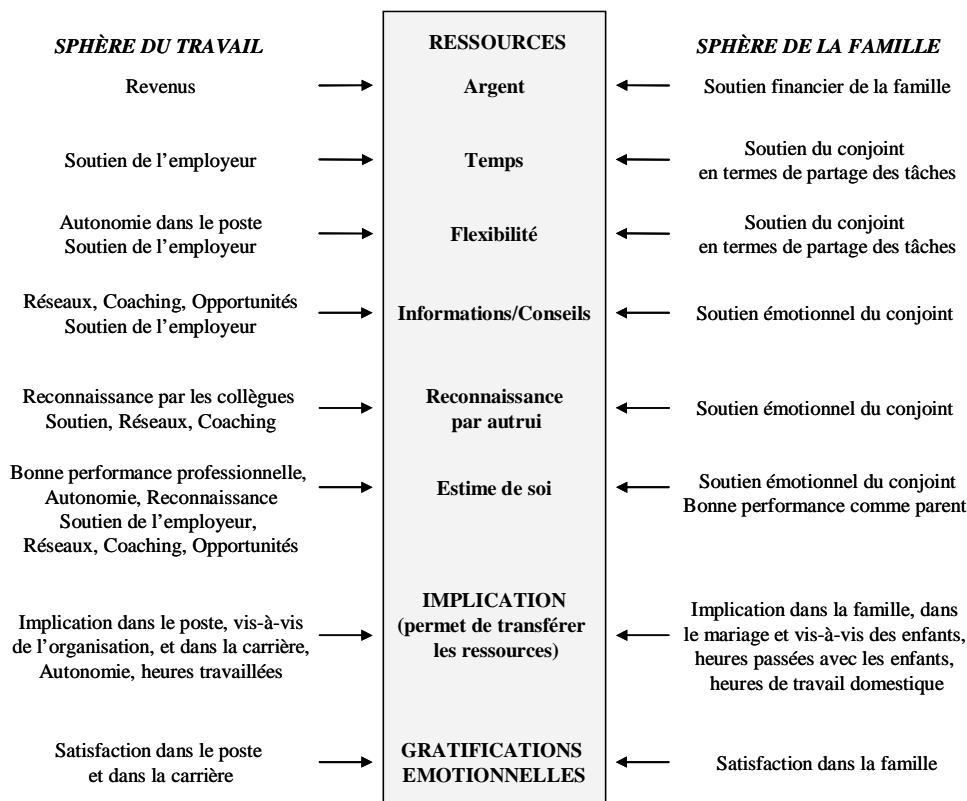 SPHÈRE DU TRAVAIL
RESSOURCES
SPHÈRE DE LA FAMILLE
Revenus
Argent
Soutien financier de la famille
Soutien de l'employeur
Temps
Soutien du conjoint
en termes de partage des tâches
Autonomie dans le poste
Soutien de l'employeur
Flexibilité
Soutien du conjoint
en termes de partage des tâches
Réseaux, Coaching, Opportunités
Soutien de l'employeur
Informations/Conseils
Soutien émotionnel du conjoint
Reconnaissance par les collègues
Soutien, Réseaux, Coaching
Reconnaissance
par autrui
Soutien émotionnel du conjoint
Bonne performance professionnelle,
Autonomie, Reconnaissance
Soutien de l'employeur,
Réseaux, Coaching, Opportunités
Estime de soi
Soutien émotionnel du conjoint
Bonne performance comme parent
Implication dans le poste, vis-à-vis
de l'organisation, et dans la carrière,
Autonomie, heures travaillées
IMPLICATION
(permet de transférer
les ressources)
Implication dans la famille, dans
le mariage et vis-à-vis des enfants,
heures passées avec les enfants,
heures de travail domestique
Satisfaction dans le poste
et dans la carrière
GRATIFICATIONS
EMOTIONNELLES
Satisfaction dans la famille